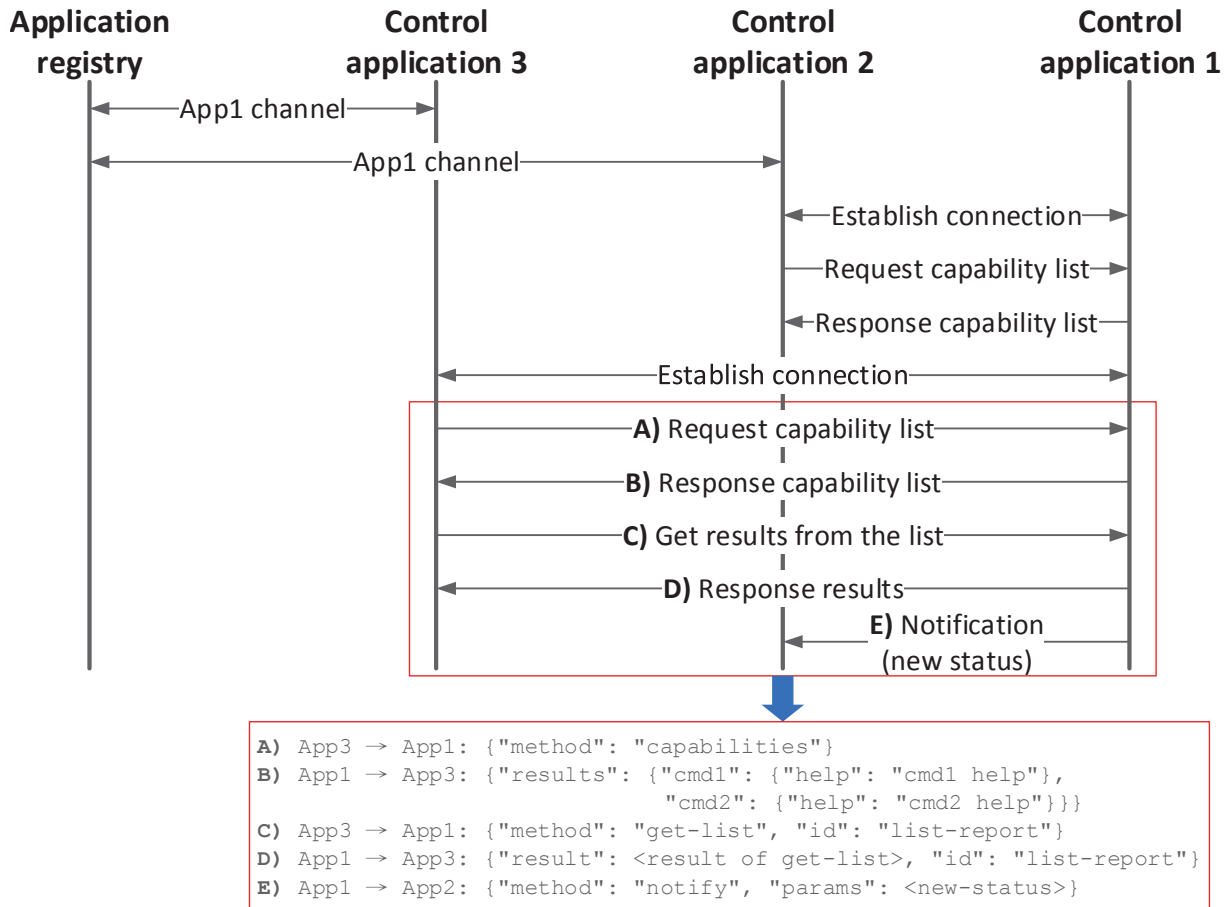 Application registry
Control application 3
Control application 2
Control application 1
App1 channel
App1 channel
Establish connection
Request capability list
Response capability list
Establish connection
A) Request capability list
B) Response capability list
C) Get results from the list
D) Response results
E) Notification
(new status)
A) App3 → App1: {"method": "capabilities"}
B) App1 → App3: {"results": {"cmd1": {"help": "cmd1 help"},
"cmd2": {"help": "cmd2 help"}}}
C) App3 → App1: {"method": "get-list", "id": "list-report"}
D) App1 → App3: {"result": <result of get-list>, "id": "list-report"}
E) App1 → App2: {"method": "notify", "params": <new-status>}